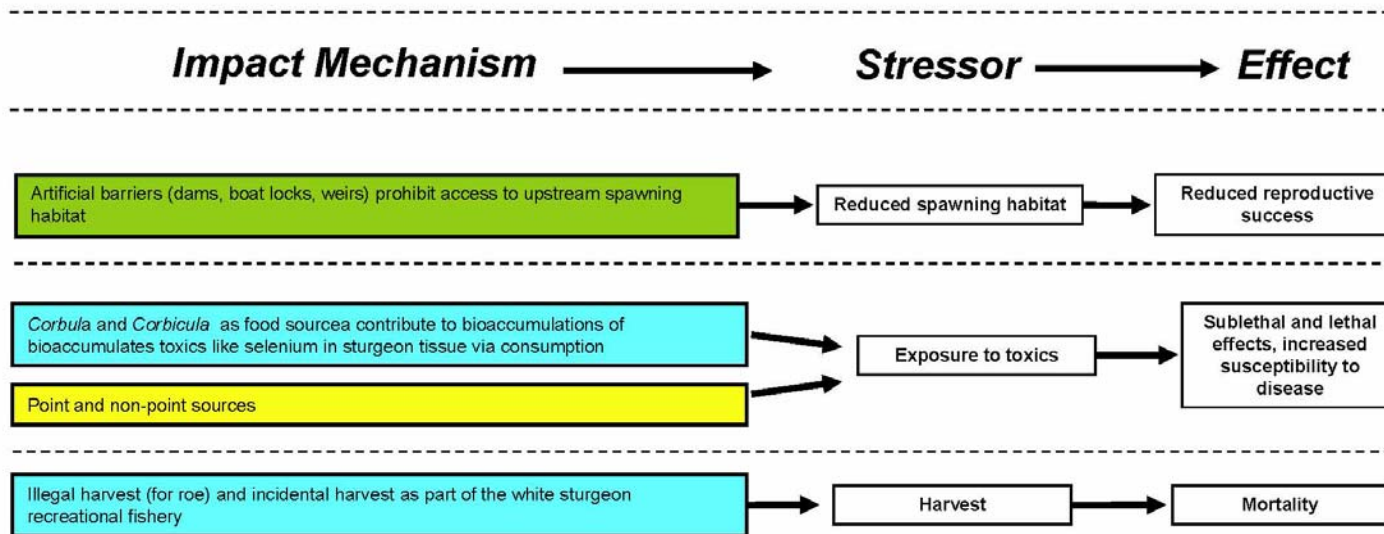 Impact Mechanism Stressor Effect
Artificial barriers (dams, boat locks, weirs) prohibit access to upstream spawning
habitat
Reduced spawning habitat
Reduced reproductive
success
Corbula and Corbicula as food sourcea contribute to bioaccumulations of
bioaccumulates toxics like selenium in sturgeon tissue via consumption
Point and non-point sources
Exposure to toxics
Sublethal and lethal
effects, increased
susceptibility to
disease
Illegal harvest (for roe) and incidental harvest as part of the white sturgeon
recreational fishery
Harvest
Mortality